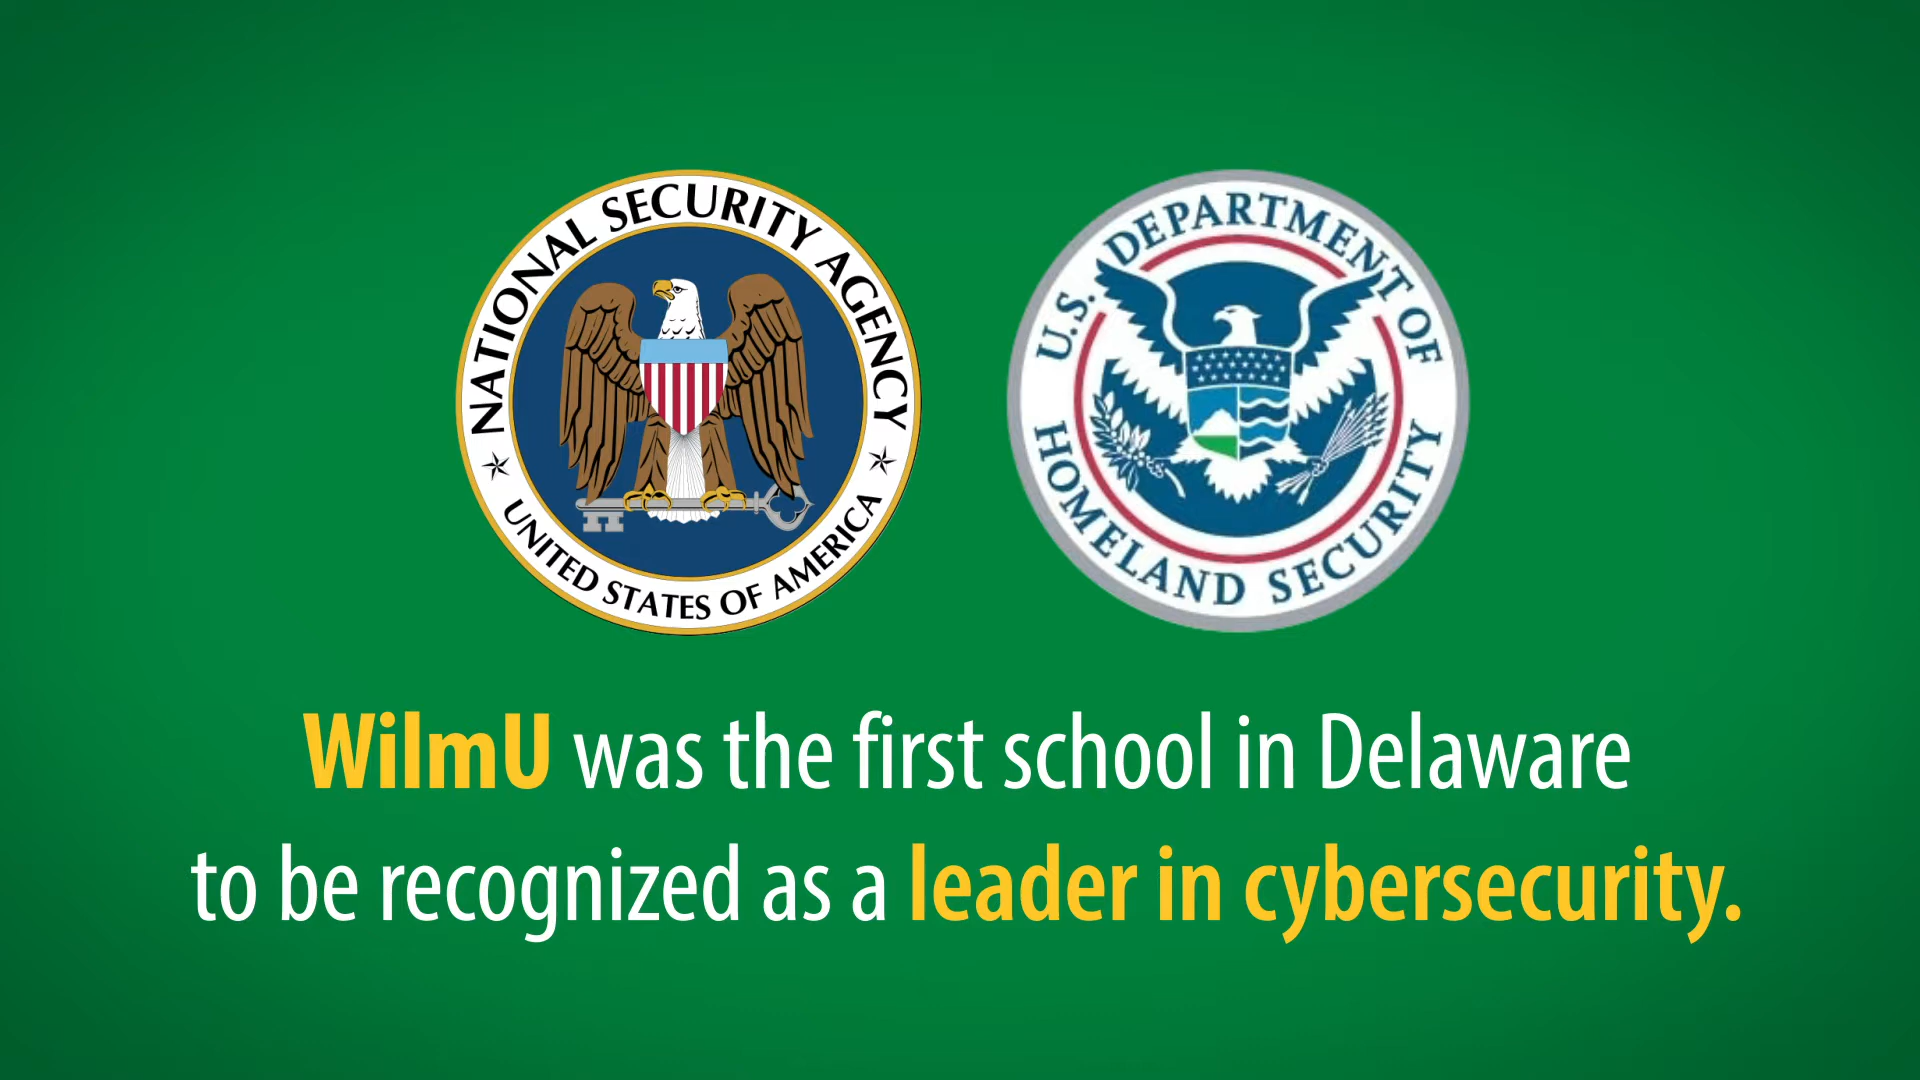 NATIONAL SECURITY AGENCY
UNITED STATES OF AMERICA
U.S. DEPARTMENT OF
HOMELAND SECURITY
WilmU was the first school in Delaware
to be recognized as a leader in cybersecurity.